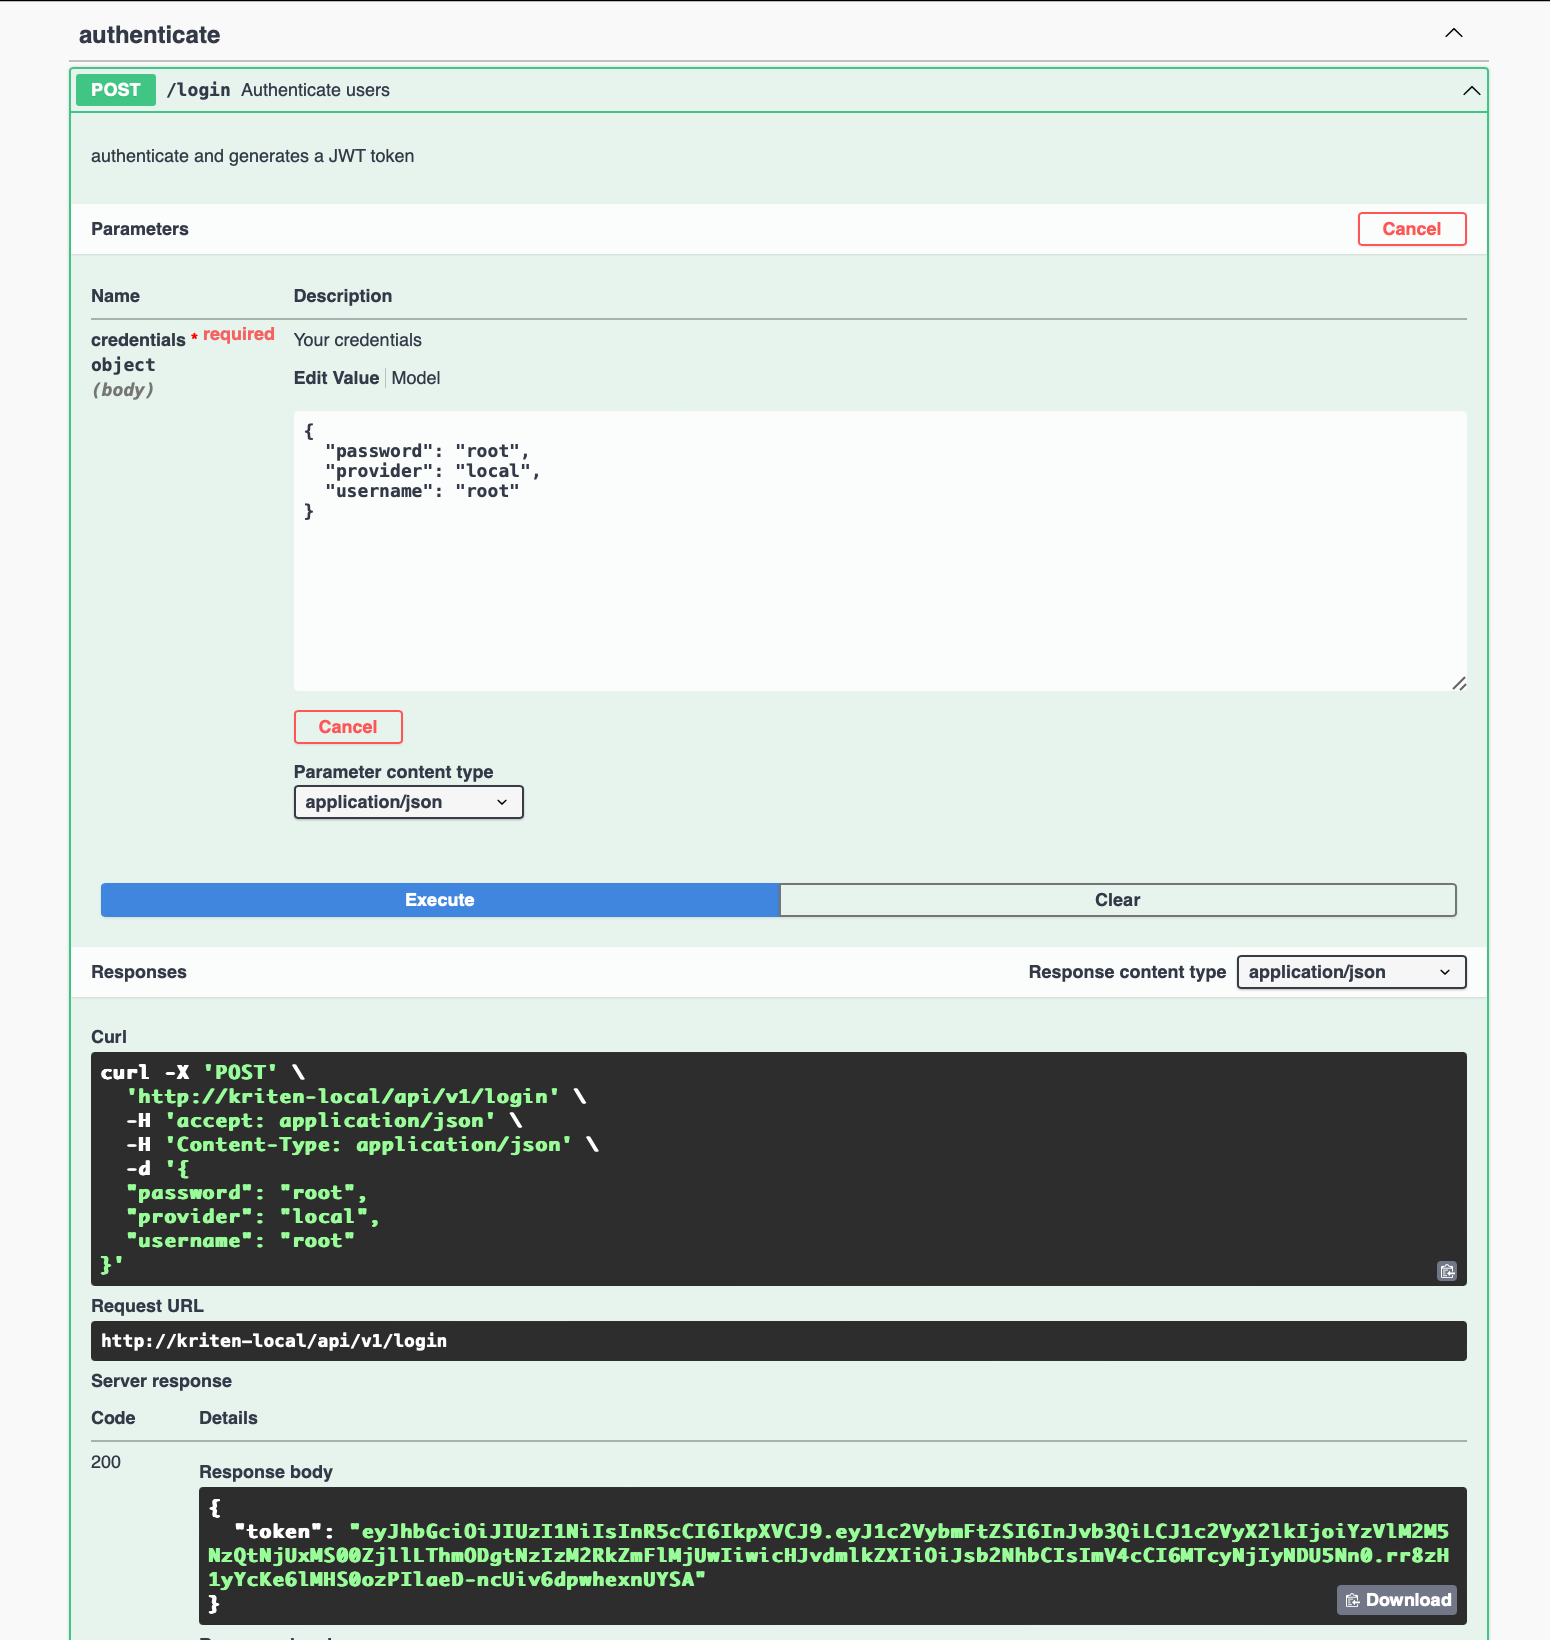 authenticate
POST /login Authenticate users
authenticate and generates a JWT token
Parameters
Cancel
Name Description
credentials * required Your credentials
object
(body)
Edit Value Model
{
  "password": "root",
  "provider": "local",
  "username": "root"
}
Cancel
Parameter content type
application/json
Execute Clear
Responses Response content type application/json
Curl
curl -X 'POST' \
  'http://kriten-local/api/v1/login' \
  -H 'accept: application/json' \
  -H 'Content-Type: application/json' \
  -d '{
  "password": "root",
  "provider": "local",
  "username": "root"
}'
Request URL
http://kriten-local/api/v1/login
Server response
Code Details
200
Response body
{
  "token": "eyJhbGciOiJIUzI1NiIsInR5cCI6IkpXVCJ9.eyJ1c2VybmFtZSI6InJvb3QiLCJ1c2VyX2lkIjoiYzVlM2M5
NzQtNjUxMS00ZjllLThmODgtNzIzM2RkZmFlMjUwIiwicHJvdmlkZXIiOiJsb2NhbCIsImV4cCI6MTcyNjIyNDU5Nn0.rr8zH
1yYcKe6lMHS0ozPIlaeD-ncUiv6dpwhexnUYSA"
}
Download